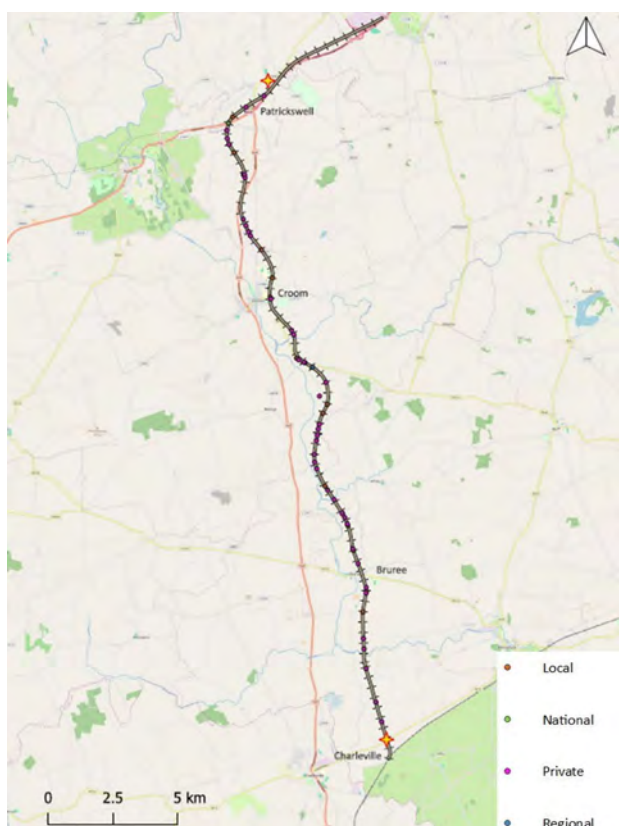 Patrickswell
Croom
Bruree
Charleville
Local
National
Private
Regional
0 2.5 5 km